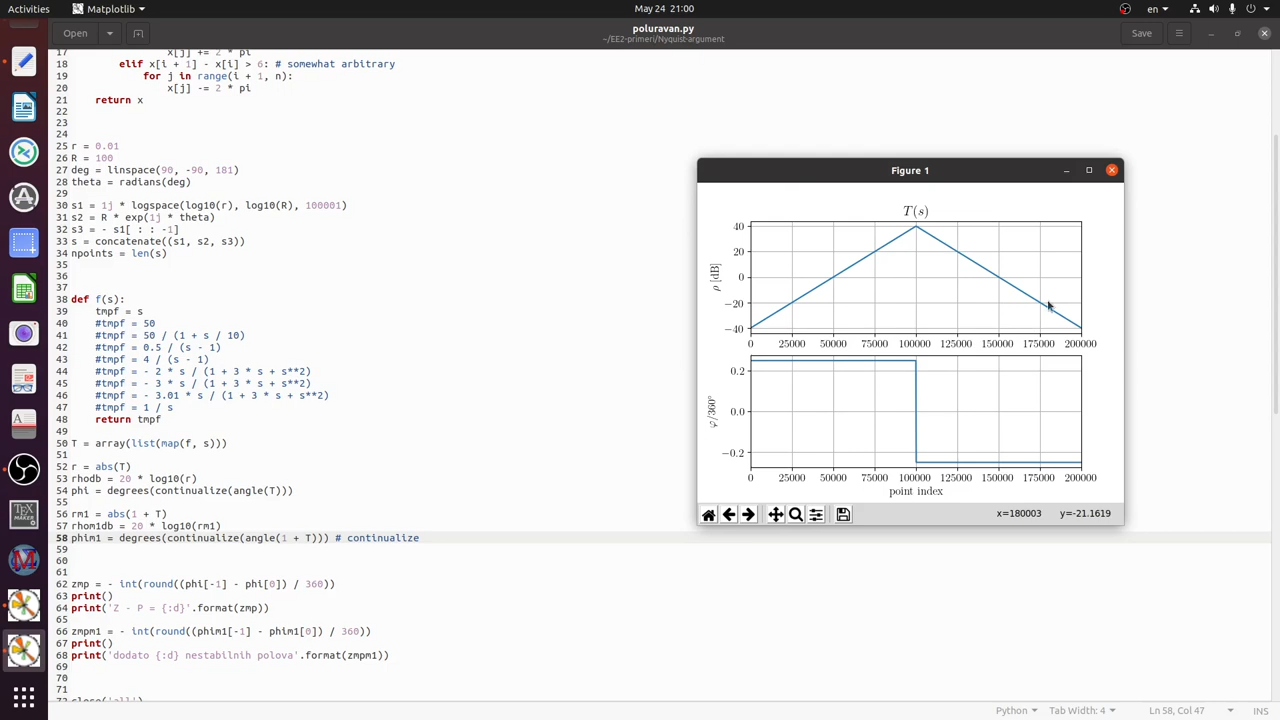 Activities
Matplotlib
May 24 21:00
en
Open
poluravan.py
~/EE2-primeri/Nyquist-argument
Save
17 x[j] += 2 * pi
18 elif x[i + 1] - x[i] > 6: # somewhat arbitrary
19 for j in range(i + 1, n):
20 x[j] -= 2 * pi
21 return x
22
23
24
25 r = 0.01
26 R = 100
27 deg = linspace(90, -90, 181)
28 theta = radians(deg)
29
30 s1 = 1j * logspace(log10(r), log10(R), 100001)
31 s2 = R * exp(1j * theta)
32 s3 = - s1[ : : -1]
33 s = concatenate((s1, s2, s3))
34 npoints = len(s)
35
36
37
38 def f(s):
39 tmpf = s
40 #tmpf = 50
41 #tmpf = 50 / (1 + s / 10)
42 #tmpf = 0.5 / (s - 1)
43 #tmpf = 4 / (s - 1)
44 #tmpf = - 2 * s / (1 + 3 * s + s**2)
45 #tmpf = - 3 * s / (1 + 3 * s + s**2)
46 #tmpf = - 3.01 * s / (1 + 3 * s + s**2)
47 #tmpf = 1 / s
48 return tmpf
49
50 T = array(list(map(f, s)))
51
52 r = abs(T)
53 rhodb = 20 * log10(r)
54 phi = degrees(continualize(angle(T)))
55
56 rm1 = abs(1 + T)
57 rhom1db = 20 * log10(rm1)
58 phim1 = degrees(continualize(angle(1 + T))) # continualize
59
60
61
62 zmp = - int(round((phi[-1] - phi[0]) / 360))
63 print()
64 print('Z - P = {:d}'.format(zmp))
65
66 zmpm1 = - int(round((phim1[-1] - phim1[0]) / 360))
67 print()
68 print('dodato {:d} nestabilnih polova'.format(zmpm1))
69
70
71
72 close('all')
Figure 1
T(s)
40
20
0
−20
−40
ρ [dB]
0 25000 50000 75000 100000 125000 150000 175000 200000
0.2
0.0
−0.2
φ/360°
0 25000 50000 75000 100000 125000 150000 175000 200000
point index
x=180003 y=-21.1619
TEX
MAKER
Python
Tab Width: 4
Ln 58, Col 47
INS